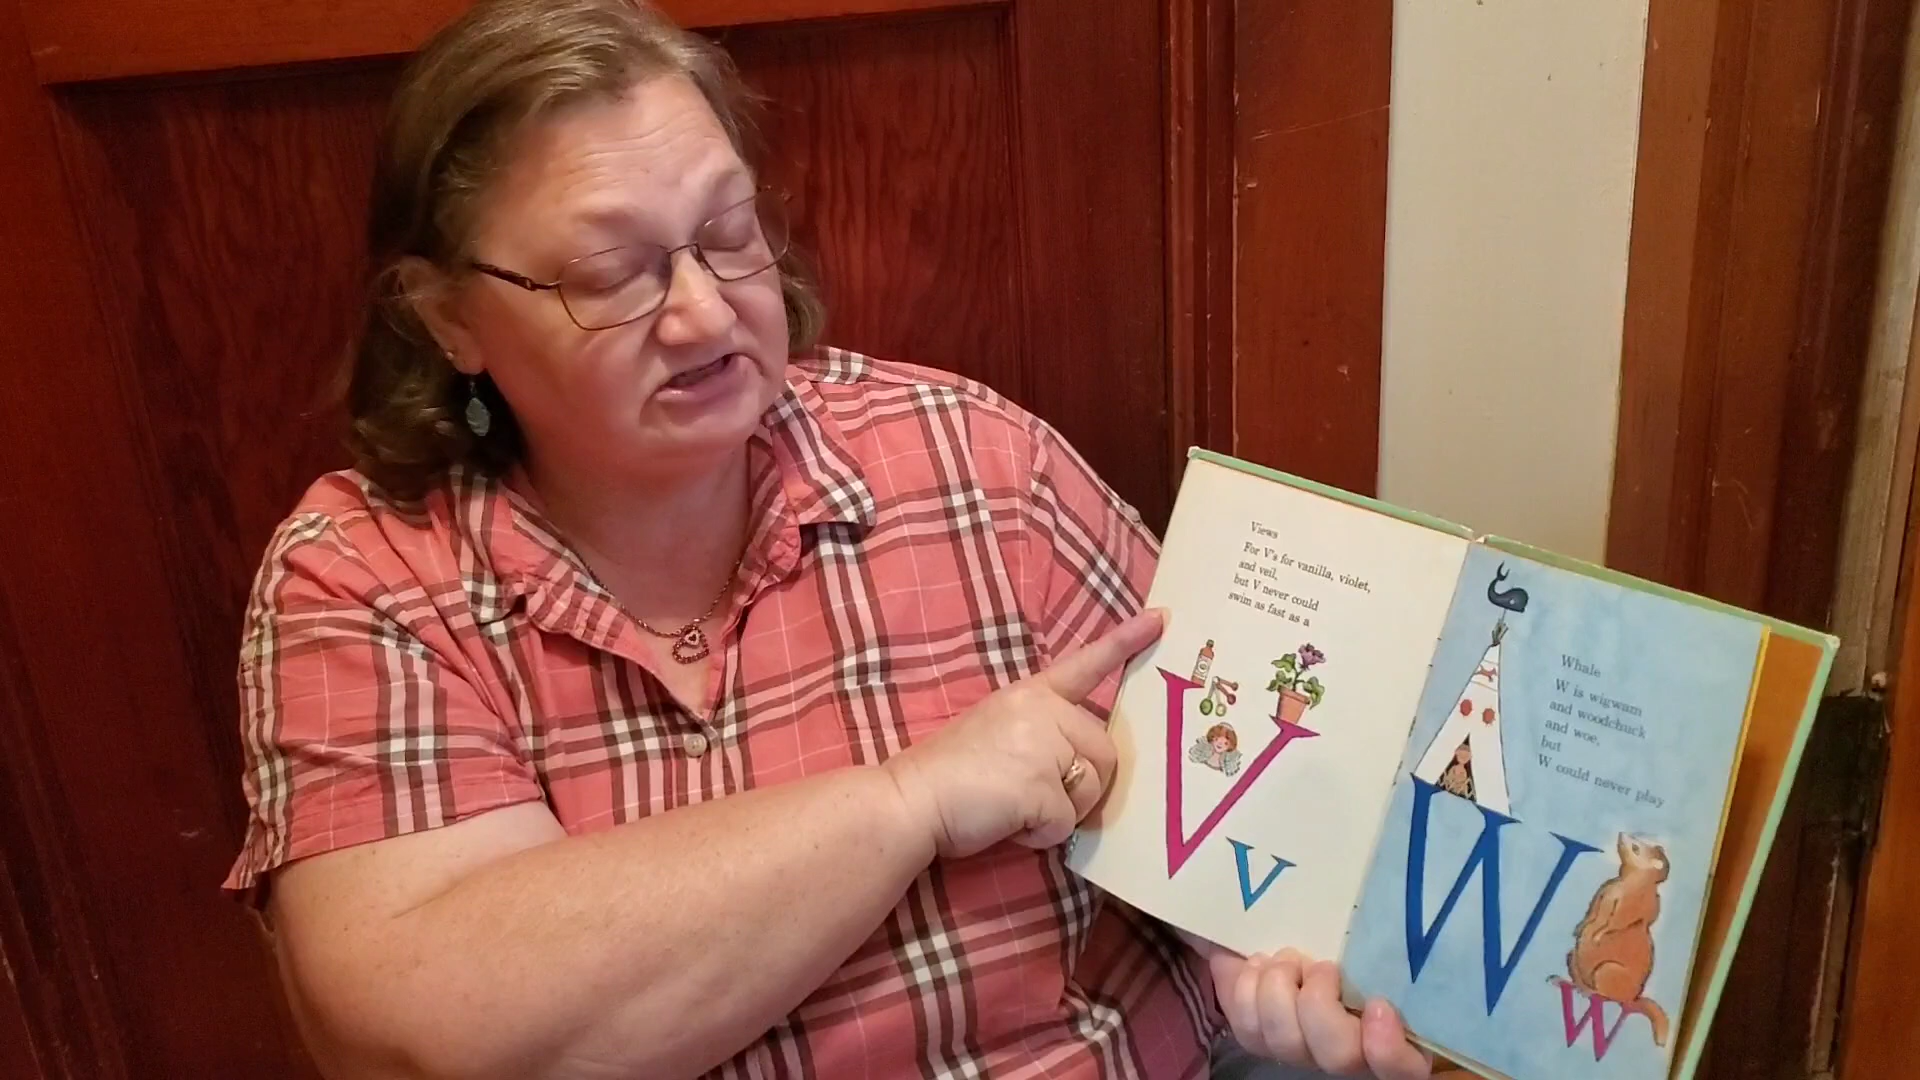 Views
For V's for vanilla, violet,
and veil,
but V never could
swim as fast as a
V
v
Whale
W is wigwam
and woodchuck
and woe,
but
W could never play
W
w